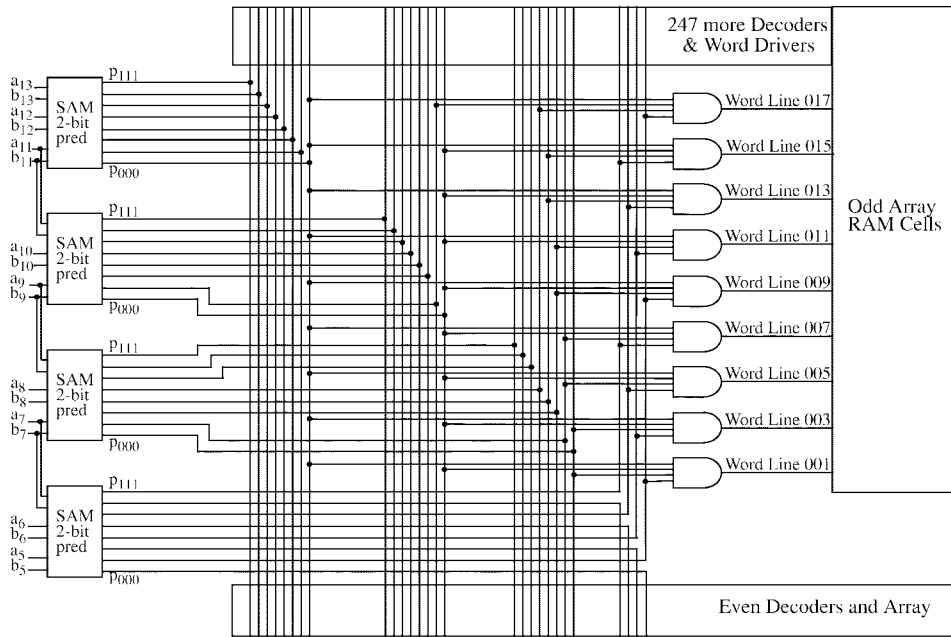 247 more Decoders
& Word Drivers
p111
a13
b13
a12
b12
a11
b11
SAM
2-bit
pred
p000
Word Line 017
Word Line 015
Word Line 013
Word Line 011
Word Line 009
Word Line 007
Word Line 005
Word Line 003
Word Line 001
Odd Array
RAM Cells
p111
a10
b10
a9
b9
SAM
2-bit
pred
p000
p111
a8
b8
a7
b7
SAM
2-bit
pred
p000
p111
a6
b6
a5
b5
SAM
2-bit
pred
p000
Even Decoders and Array